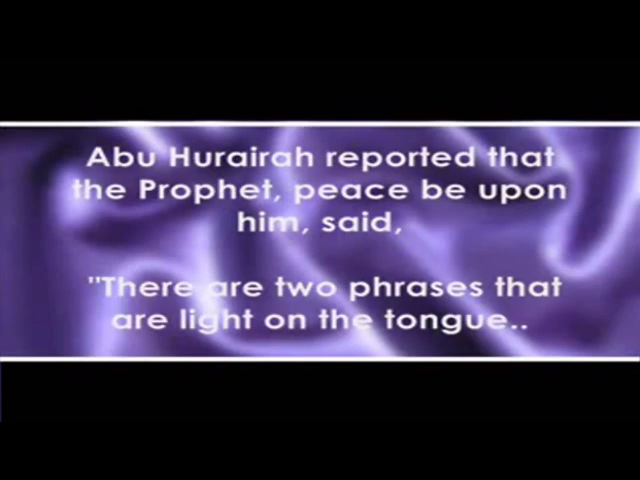 Abu Hurairah reported that
the Prophet, peace be upon
him, said,
"There are two phrases that
are light on the tongue..